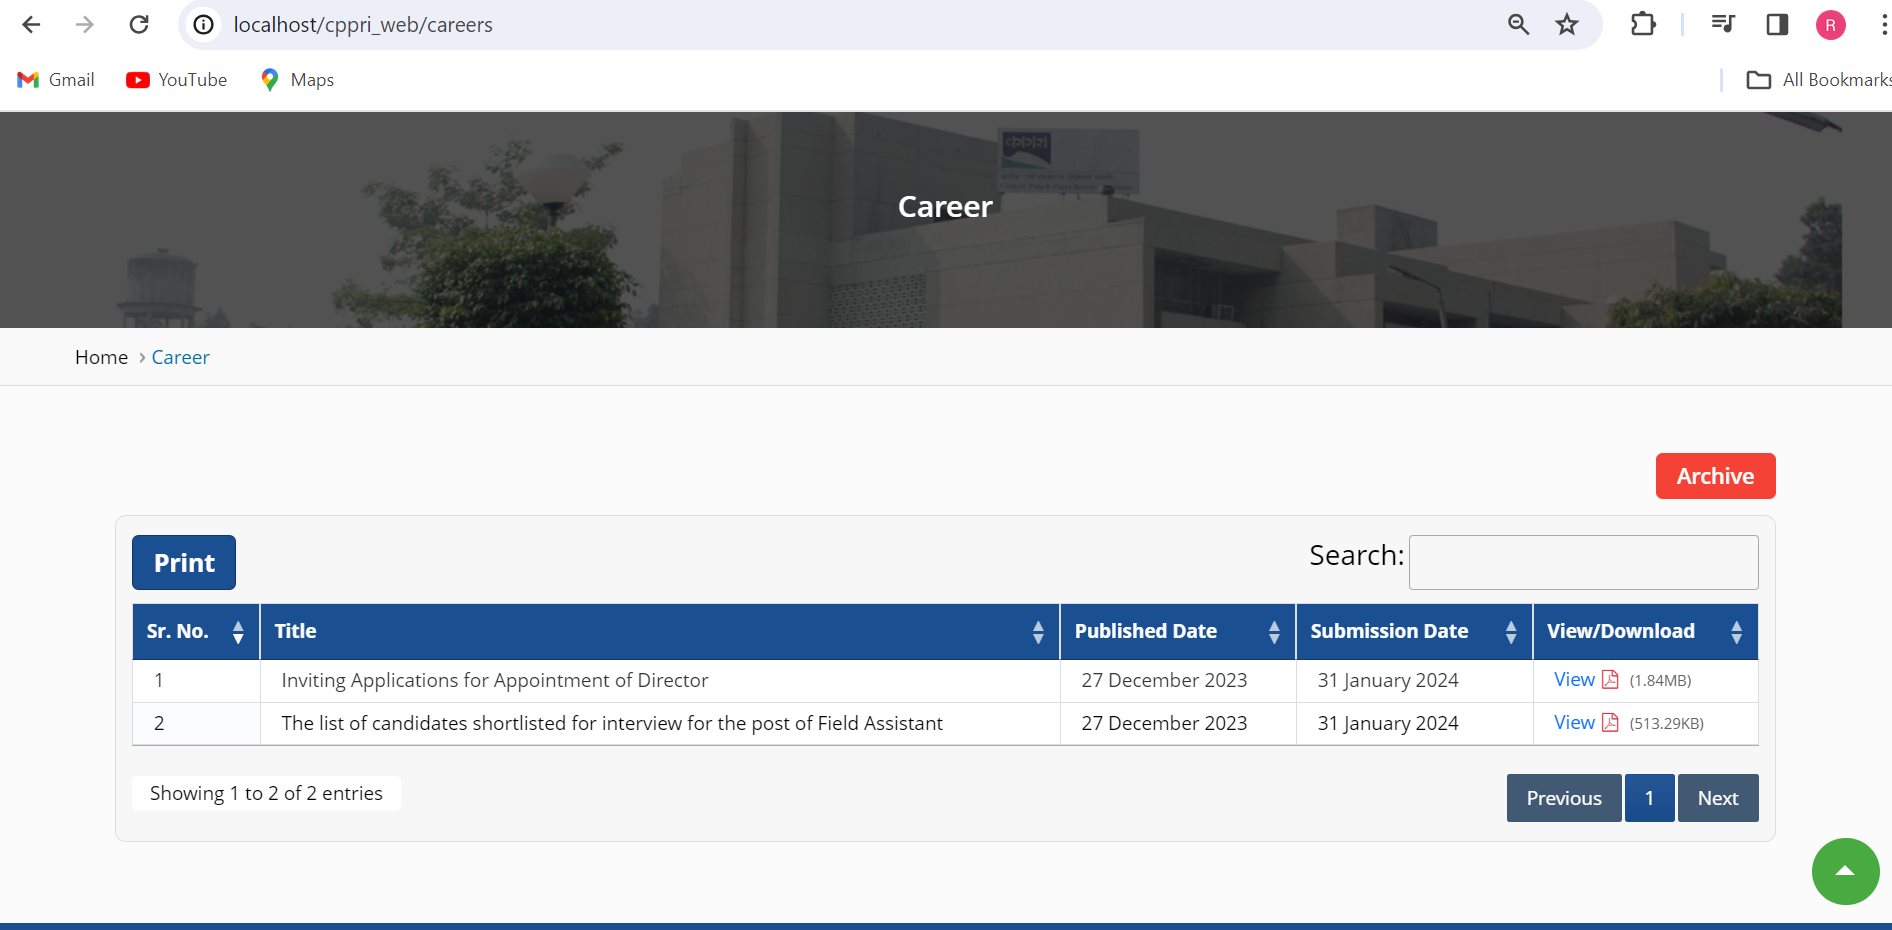 localhost/cppri_web/careers
R
Gmail YouTube Maps All Bookmarks
Career
Home › Career
Archive
Print Search:
Sr. No. Title Published Date Submission Date View/Download
1 Inviting Applications for Appointment of Director 27 December 2023 31 January 2024 View (1.84MB)
2 The list of candidates shortlisted for interview for the post of Field Assistant 27 December 2023 31 January 2024 View (513.29KB)
Showing 1 to 2 of 2 entries Previous 1 Next